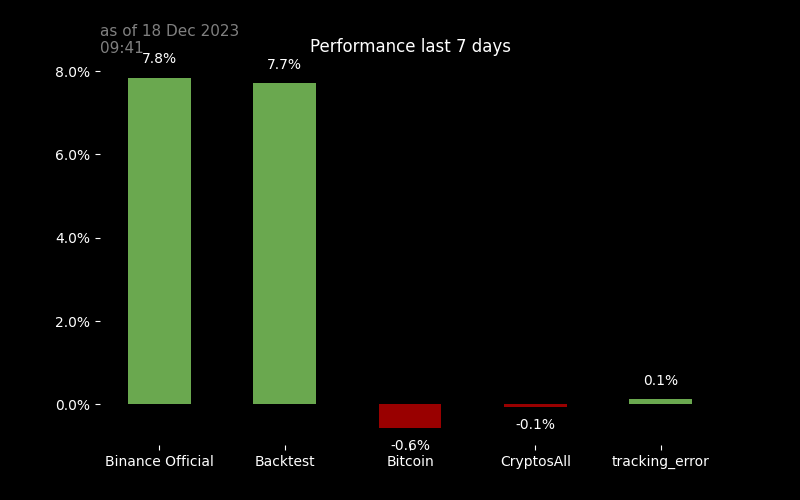 as of 18 Dec 2023
09:41
Performance last 7 days
7.8%
7.7%
8.0%
6.0%
4.0%
2.0%
0.1%
0.0%
-0.1%
-0.6%
Binance Official
Backtest
Bitcoin
CryptosAll
tracking_error